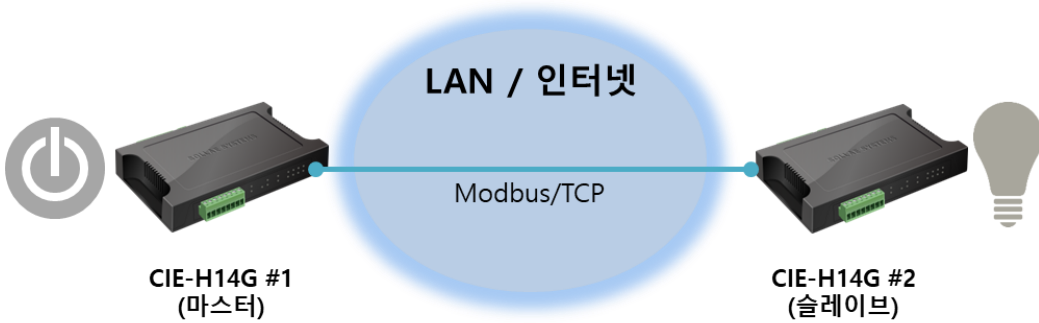 LAN / 인터넷
Modbus/TCP
CIE-H14G #1
(마스터)
CIE-H14G #2
(슬레이브)